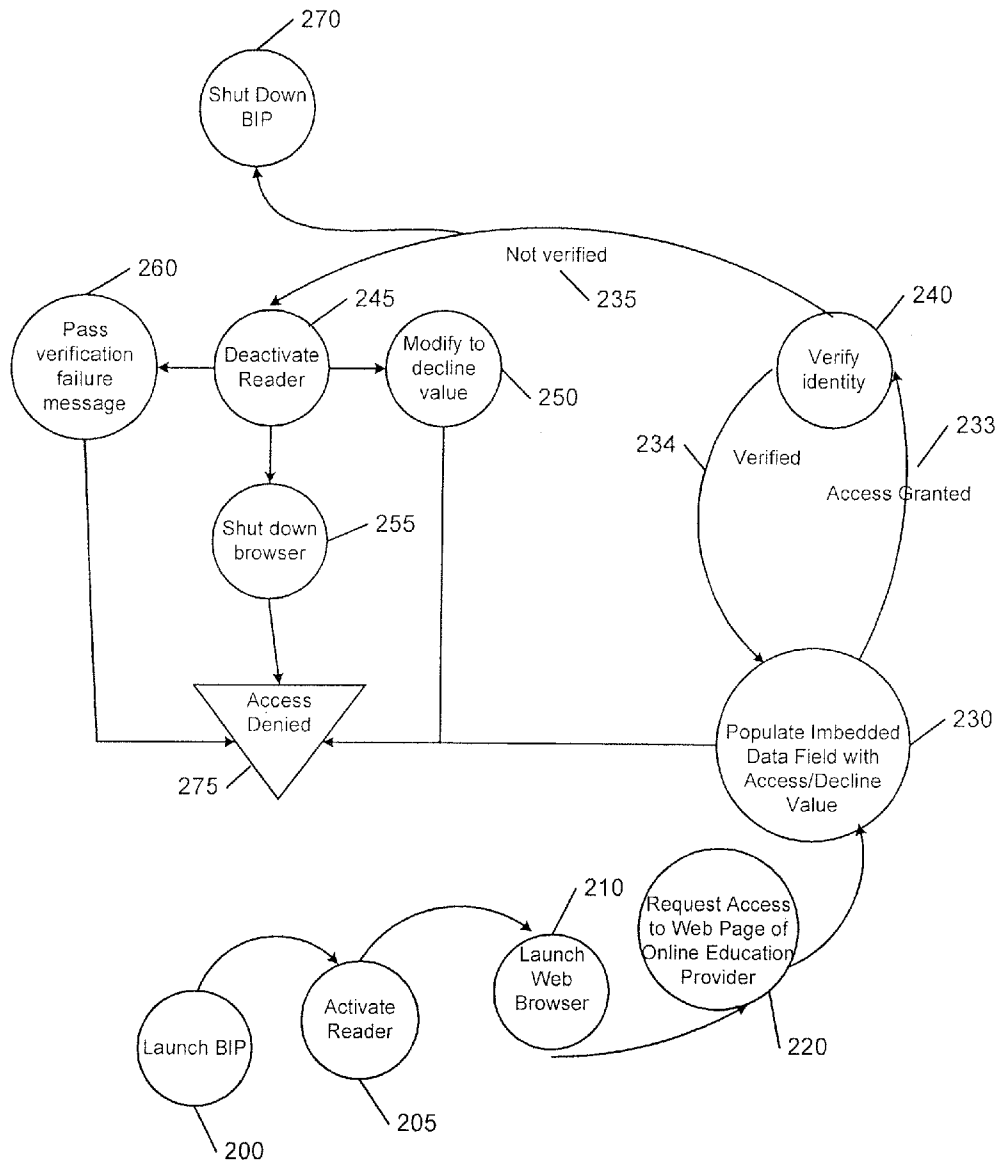 270
Shut Down
BIP
Not verified
235
260
Pass
verification
failure
message
245
Deactivate
Reader
Modify to
decline
value
250
240
Verify
identity
234
Verified
233
Access Granted
Shut down
browser
255
Access
Denied
275
Populate Imbedded
Data Field with
Access/Decline
Value
230
210
Launch
Web
Browser
Request Access
to Web Page of
Online Education
Provider
220
Activate
Reader
205
Launch BIP
200